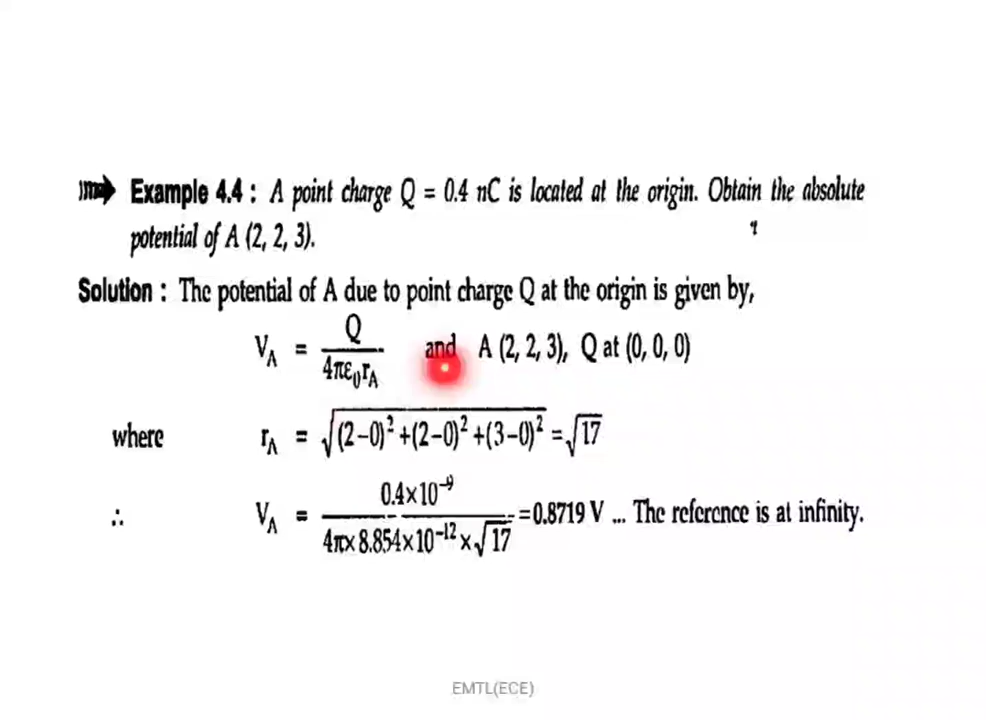 Example 4.4 : A point charge Q = 0.4 nC is located at the origin. Obtain the absolute
potential of A (2, 2, 3).
Solution : The potential of A due to point charge Q at the origin is given by,
V_A = Q / 4πε₀r_A and A (2, 2, 3), Q at (0, 0, 0)
where r_A = √((2–0)² +(2–0)² +(3–0)²) = √17
∴ V_A = 0.4×10⁻⁹ / 4π× 8.854×10⁻¹² ×√17 = 0.8719 V ... The reference is at infinity.
EMTL(ECE)